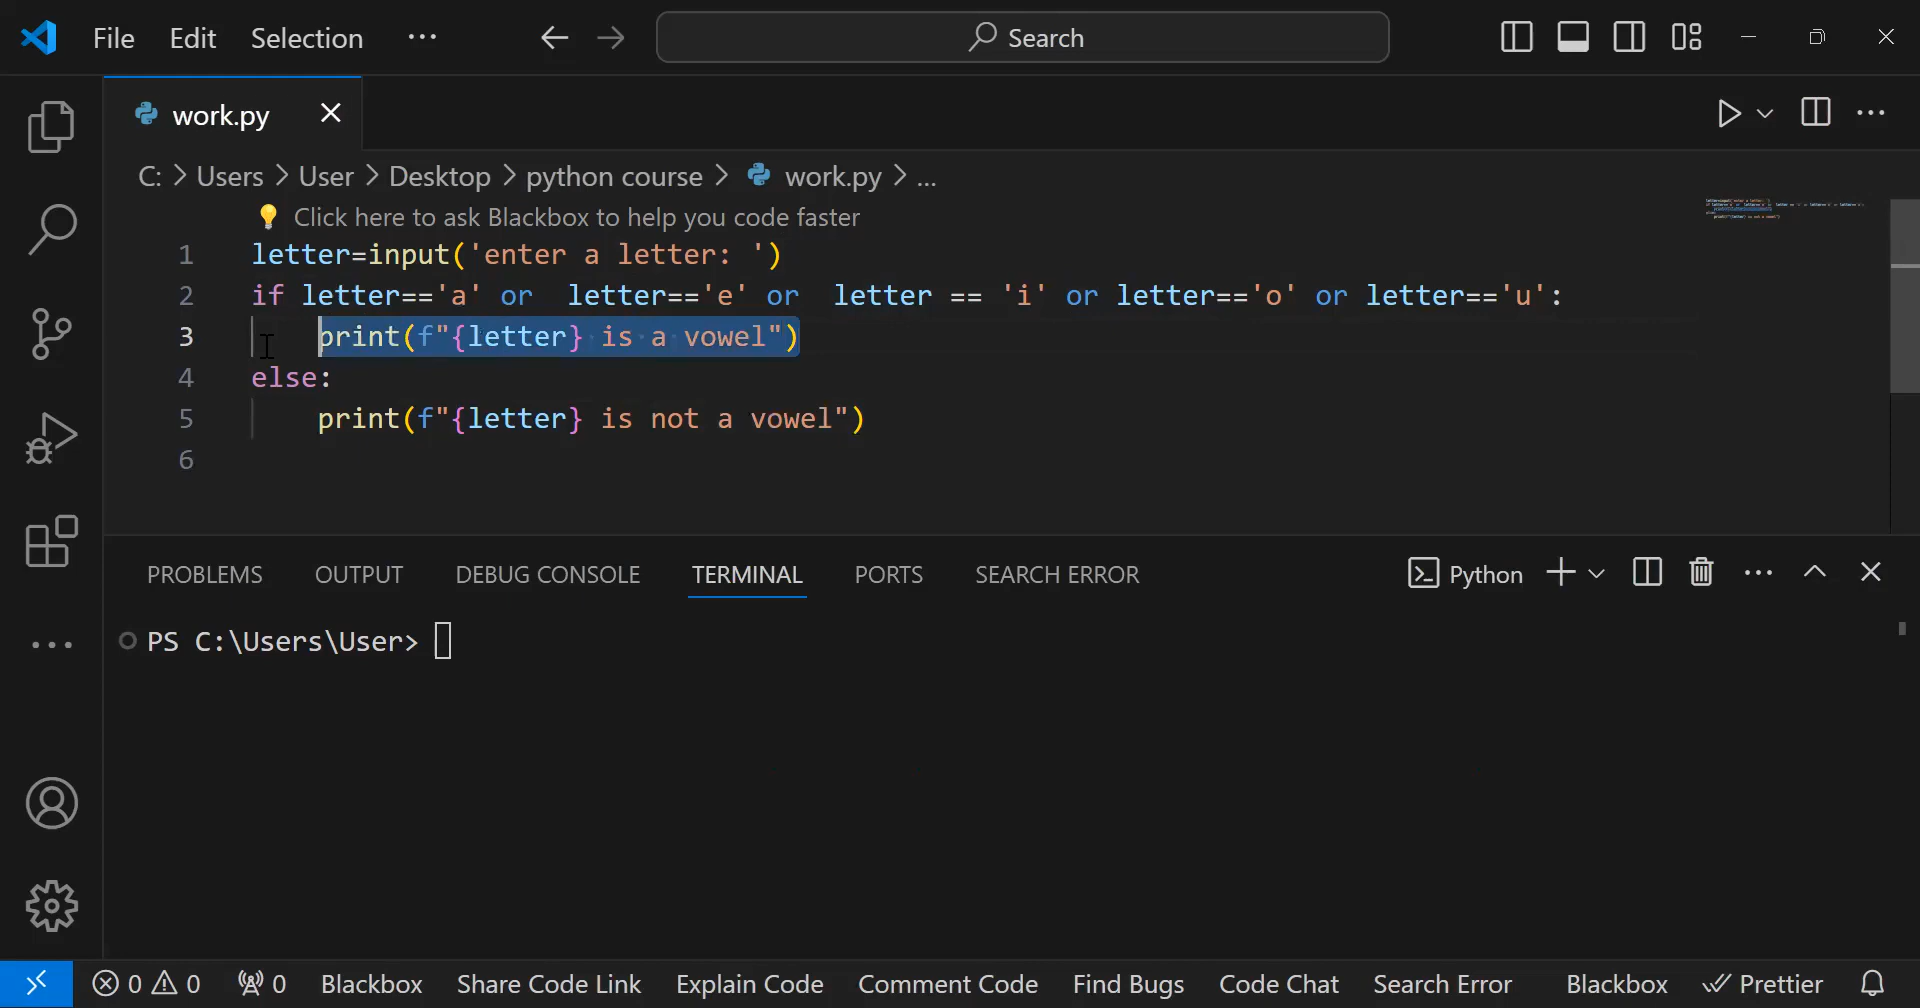 File Edit Selection ... Search
work.py
C: > Users > User > Desktop > python course > work.py > ...
Click here to ask Blackbox to help you code faster
1 letter=input('enter a letter: ')
2 if letter=='a' or  letter=='e' or  letter == 'i' or letter=='o' or letter=='u':
3     print(f"{letter} is a vowel")
4 else:
5     print(f"{letter} is not a vowel")
6
PROBLEMS OUTPUT DEBUG CONSOLE TERMINAL PORTS SEARCH ERROR Python
PS C:\Users\User>
0 0 0 Blackbox Share Code Link Explain Code Comment Code Find Bugs Code Chat Search Error Blackbox Prettier